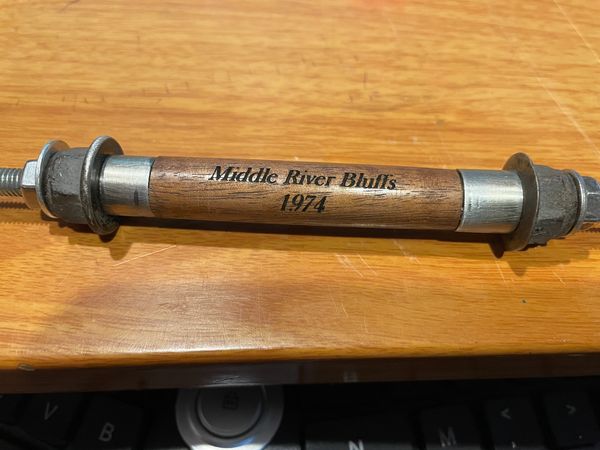 Middle River Bluffs
1974
V B N M < >